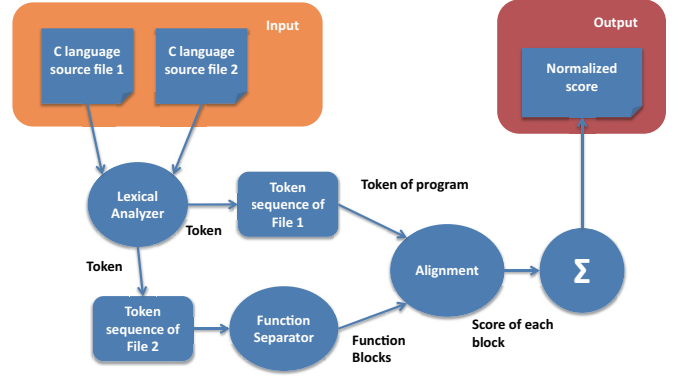 Input
Output
C language
source file 1
C language
source file 2
Normalized
score
Lexical
Analyzer
Token
Token
sequence of
File 1
Token of program
Token
Alignment
Σ
Token
sequence of
File 2
Function
Separator
Function
Blocks
Score of each
block